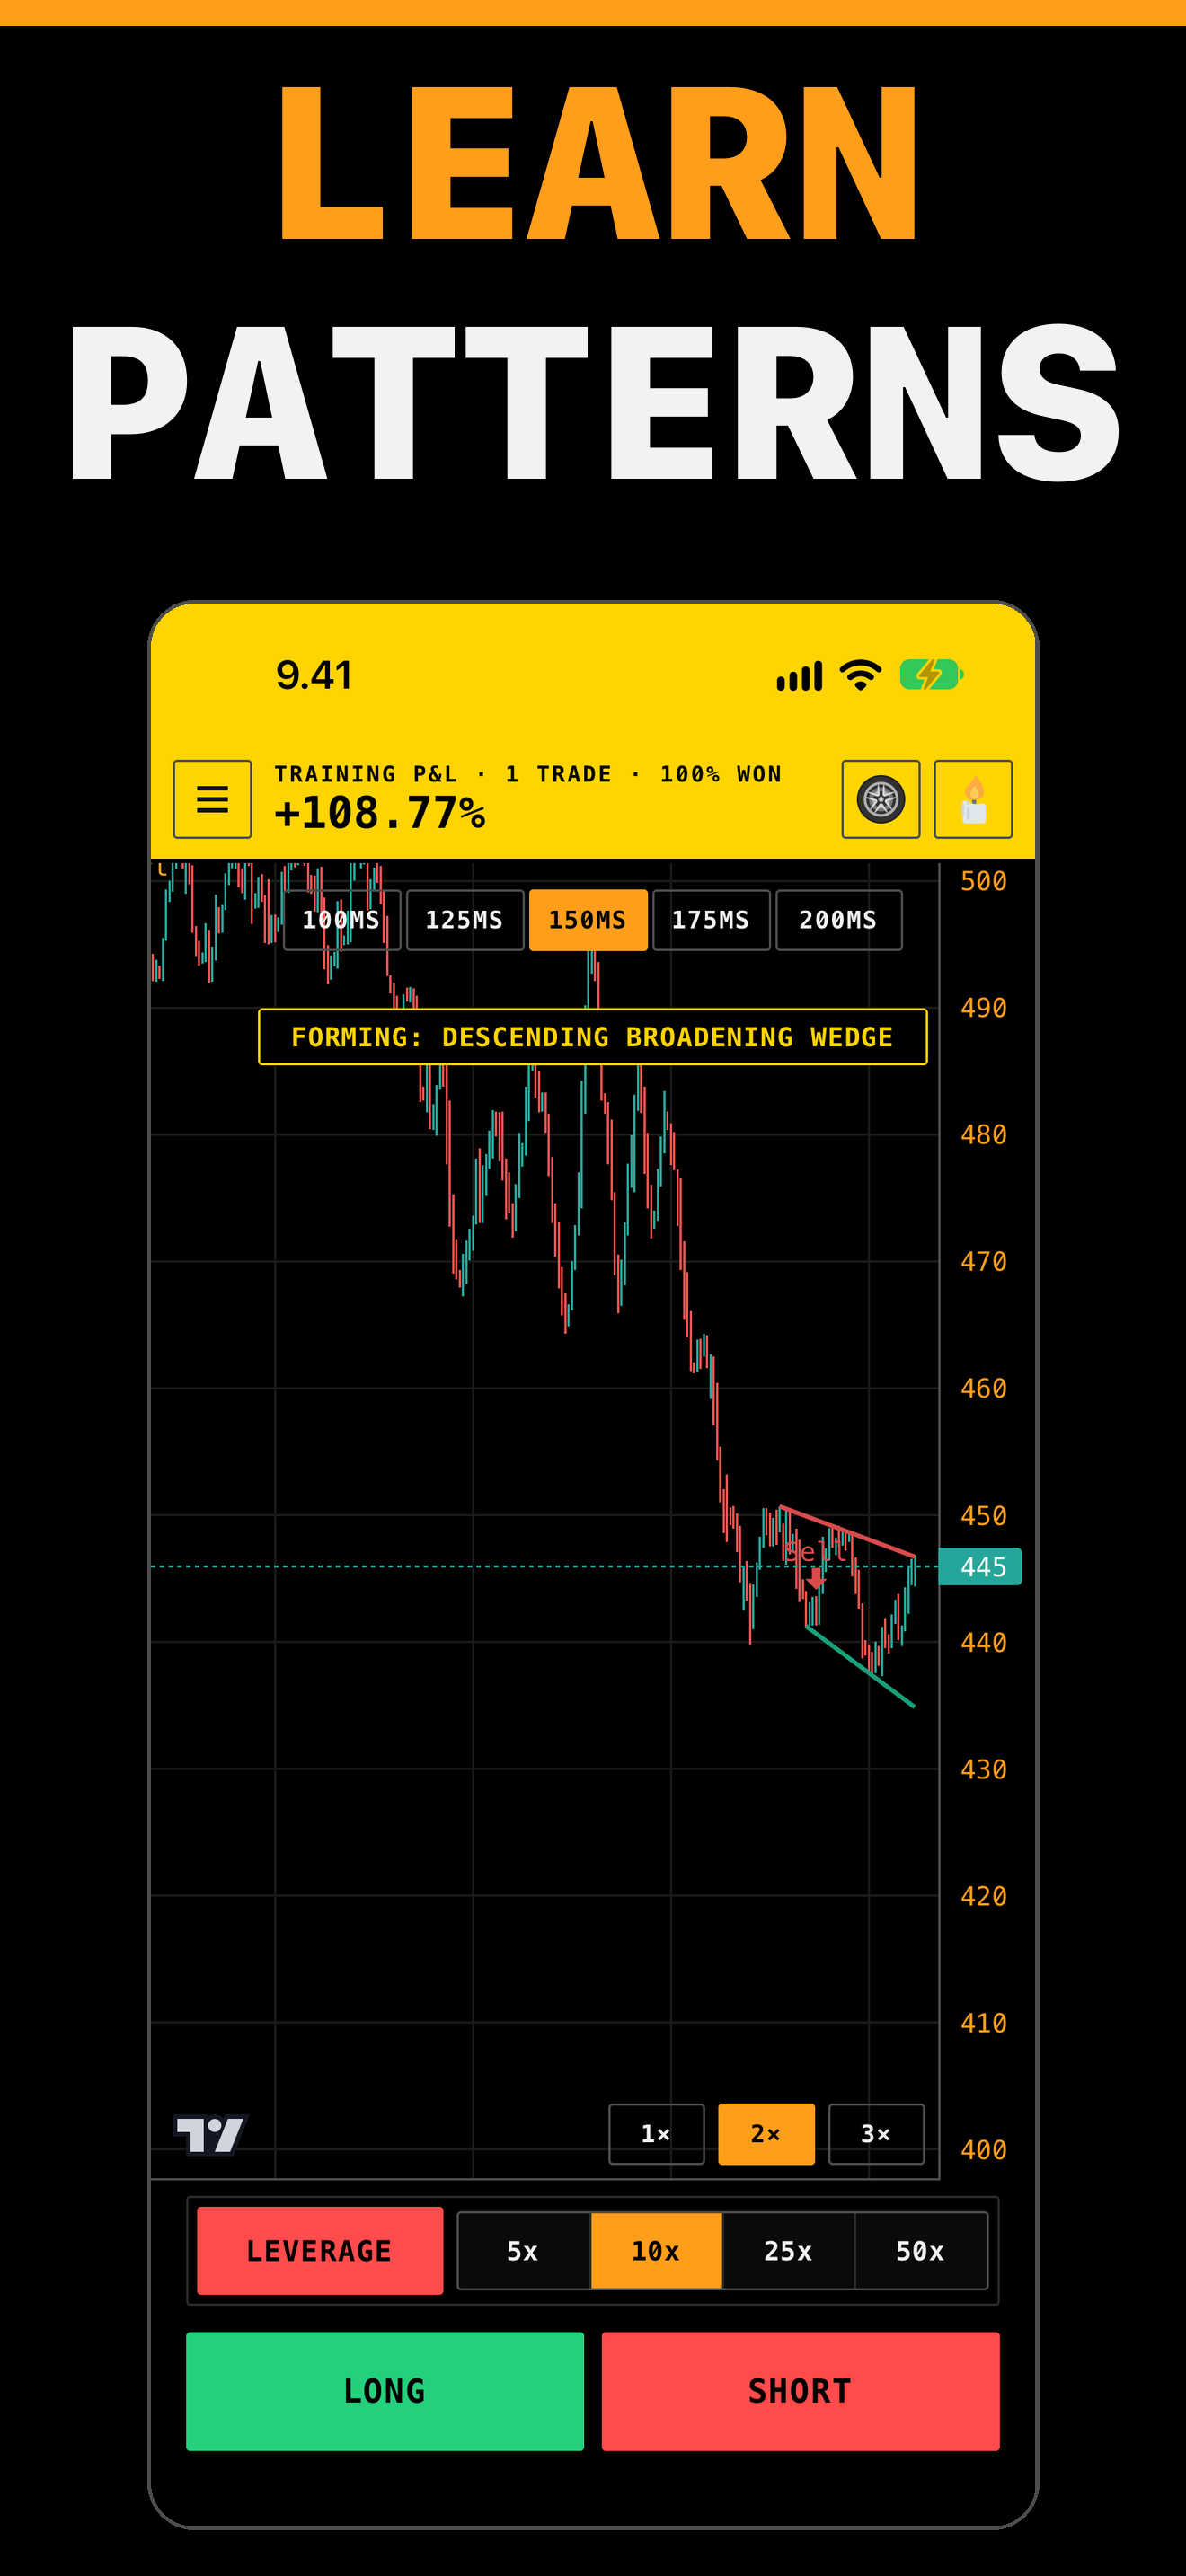 LEARN
PATTERNS
9.41
TRAINING P&L · 1 TRADE · 100% WON
+108.77%
500
100MS 125MS 150MS 175MS 200MS
490
FORMING: DESCENDING BROADENING WEDGE
480
470
460
450
Sell
445
440
430
420
410
1× 2× 3×
400
LEVERAGE 5x 10x 25x 50x
LONG SHORT